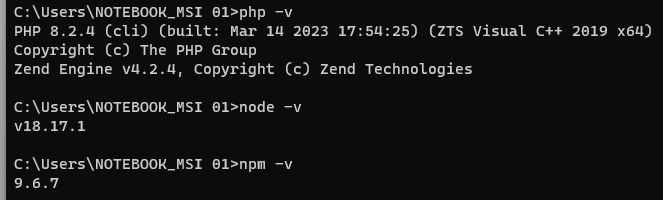 C:\Users\NOTEBOOK_MSI 01>php -v
PHP 8.2.4 (cli) (built: Mar 14 2023 17:54:25) (ZTS Visual C++ 2019 x64)
Copyright (c) The PHP Group
Zend Engine v4.2.4, Copyright (c) Zend Technologies
C:\Users\NOTEBOOK_MSI 01>node -v
v18.17.1
C:\Users\NOTEBOOK_MSI 01>npm -v
9.6.7